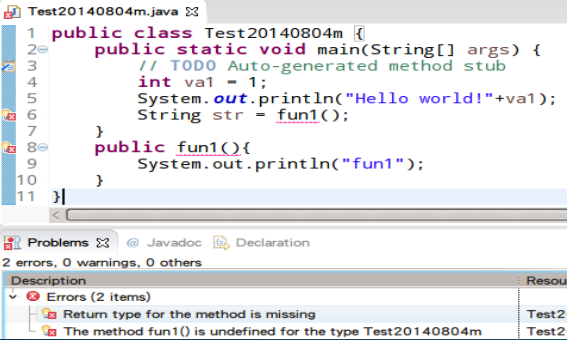 Test20140804m.java
1 public class Test20140804m {
2 public static void main(String[] args) {
3 // TODO Auto-generated method stub
4 int va1 = 1;
5 System.out.println("Hello world!"+va1);
6 String str = fun1();
7 }
8 public fun1(){
9 System.out.println("fun1");
10 }
11 }
Problems @ Javadoc Declaration
2 errors, 0 warnings, 0 others
Description Resou
Errors (2 items)
Return type for the method is missing Test2
The method fun1() is undefined for the type Test20140804m Test2